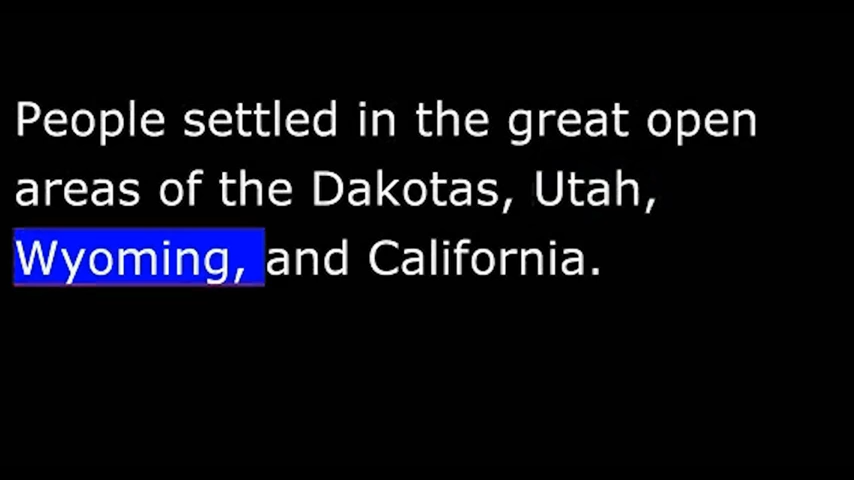 People settled in the great open
areas of the Dakotas, Utah,
Wyoming, and California.